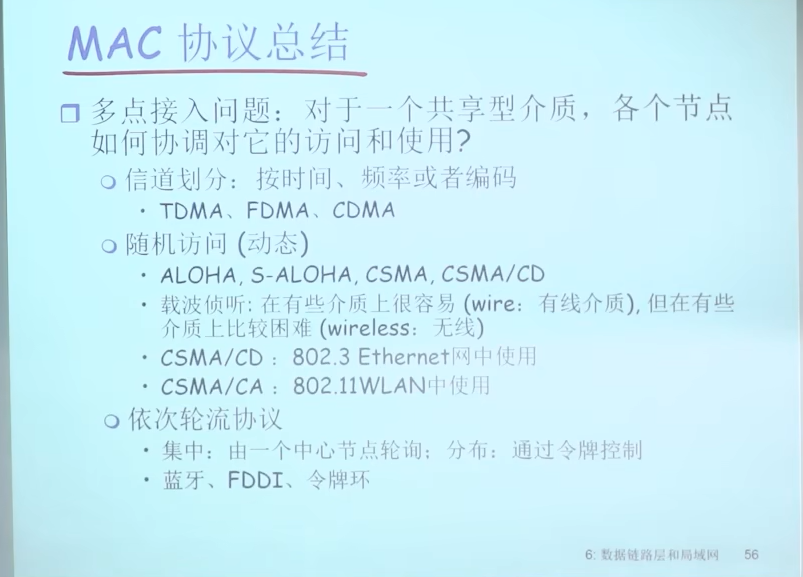 MAC 协议总结
多点接入问题：对于一个共享型介质，各个节点
如何协调对它的访问和使用?
信道划分：按时间、频率或者编码
• TDMA、FDMA、CDMA
随机访问 (动态)
• ALOHA, S-ALOHA, CSMA, CSMA/CD
• 载波侦听: 在有些介质上很容易 (wire：有线介质), 但在有些
介质上比较困难 (wireless：无线)
• CSMA/CD ：802.3 Ethernet网中使用
• CSMA/CA ：802.11WLAN中使用
依次轮流协议
• 集中：由一个中心节点轮询；分布：通过令牌控制
• 蓝牙、FDDI、令牌环
6: 数据链路层和局域网 56